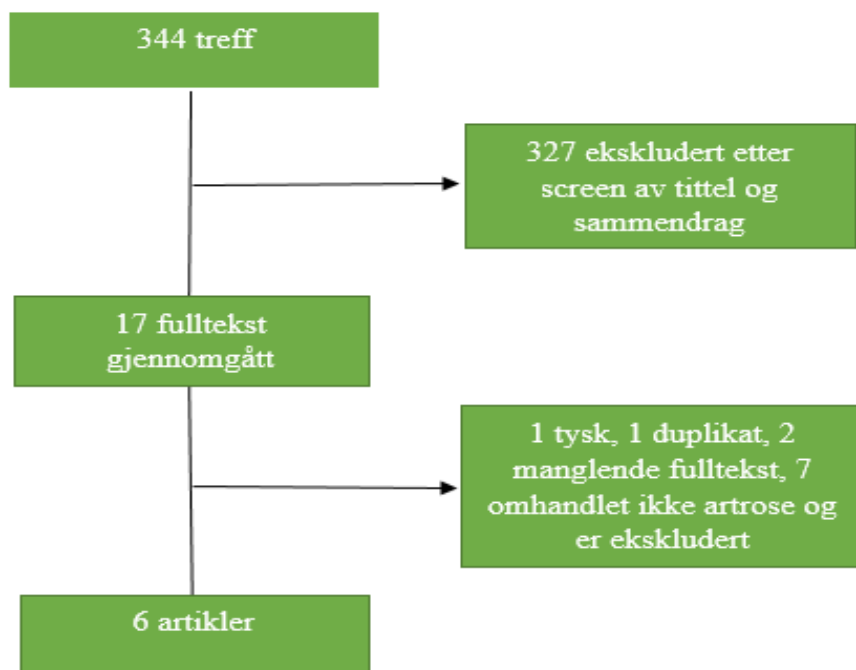 344 treff
327 ekskludert etter
screen av tittel og
sammendrag
17 fulltekst
gjennomgått
1 tysk, 1 duplikat, 2
manglende fulltekst, 7
omhandlet ikke artrose og
er ekskludert
6 artikler